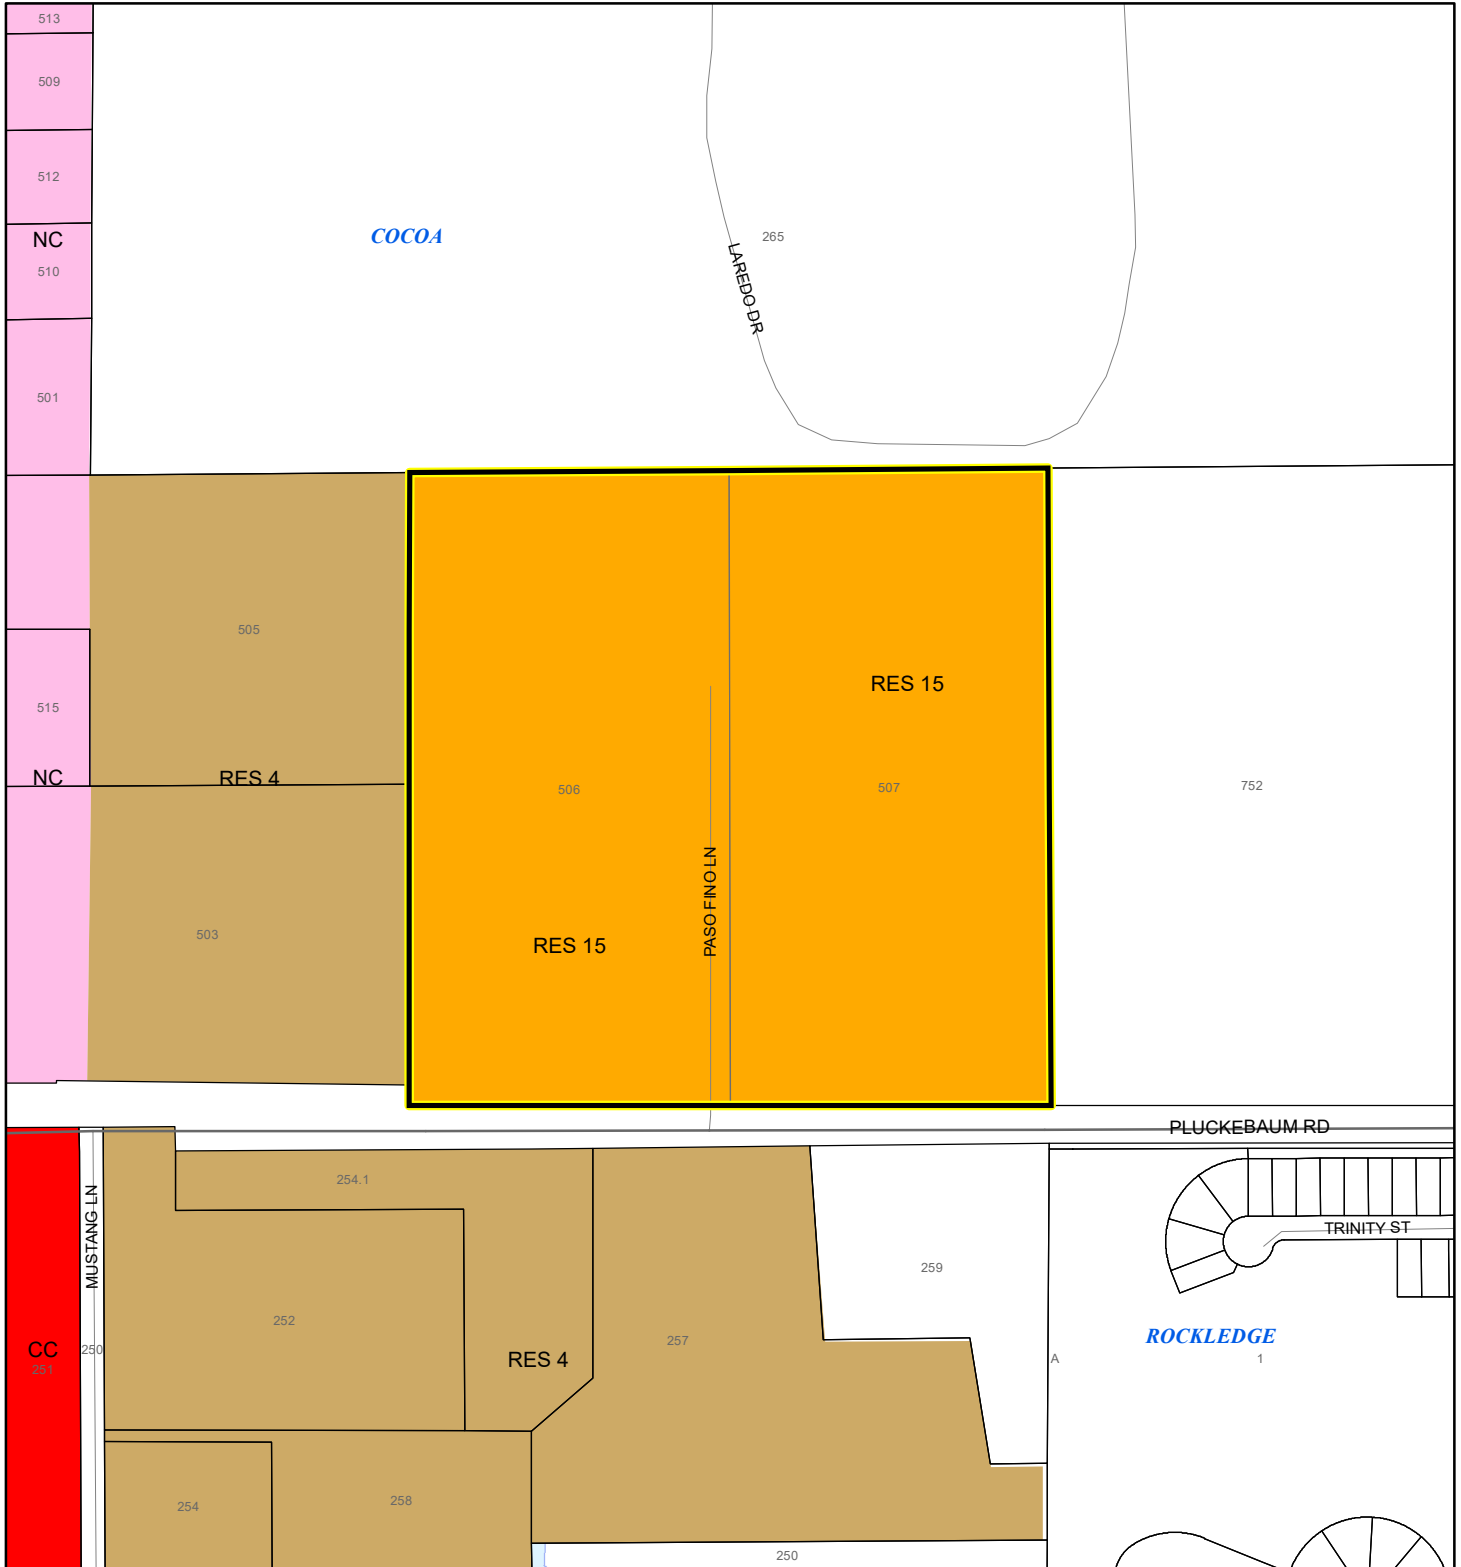 513
509
512
NC
510
501
COCOA
265
LAREDO DR
505
515
NC
RES 4
503
506
RES 15
507
RES 15
PASO FINO LN
752
PLUCKEBAUM RD
254.1
MUSTANG LN
252
CC
251
250
RES 4
257
259
TRINITY ST
ROCKLEDGE
A
1
254
258
250